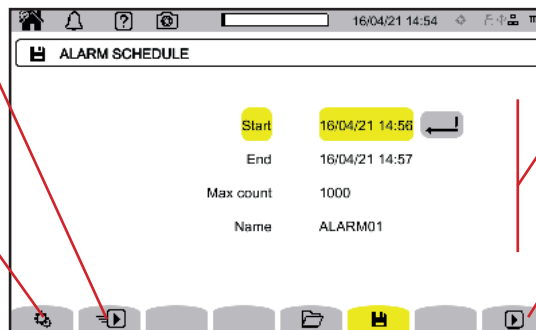 16/04/21 14:54
ALARM SCHEDULE
Start 16/04/21 14:56
End 16/04/21 14:57
Max count 1000
Name ALARM01